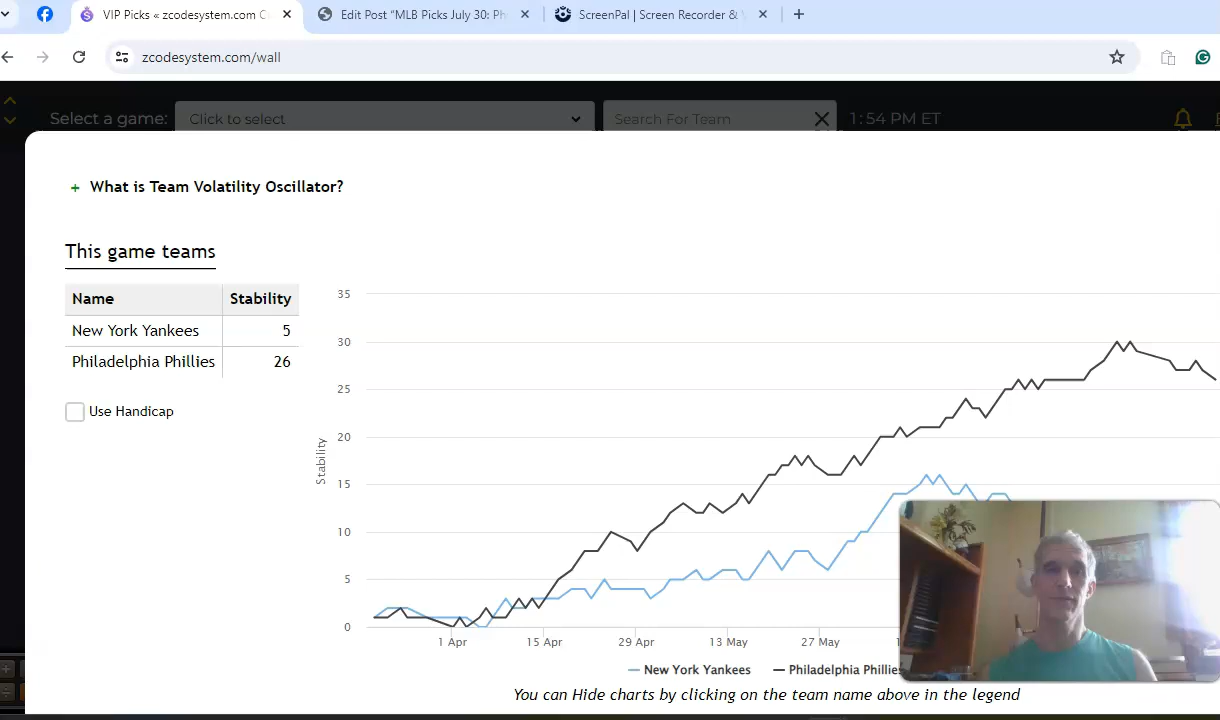 VIP Picks « zcodesystem.com C
Edit Post "MLB Picks July 30: Ph
ScreenPal | Screen Recorder &
zcodesystem.com/wall
Select a game:
Click to select
Search For Team
1:54 PM ET
+ What is Team Volatility Oscillator?
This game teams
Name Stability
New York Yankees 5
Philadelphia Phillies 26
Use Handicap
Stability
35
30
25
20
15
10
5
0
1 Apr 15 Apr 29 Apr 13 May 27 May
New York Yankees Philadelphia Phillies
You can Hide charts by clicking on the team name above in the legend